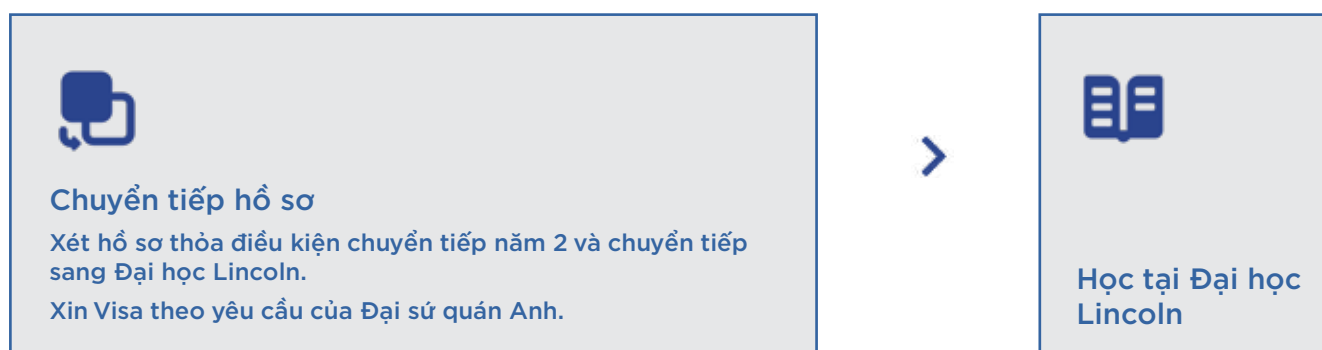 Chuyển tiếp hồ sơ
Xét hồ sơ thỏa điều kiện chuyển tiếp năm 2 và chuyển tiếp
sang Đại học Lincoln.
Xin Visa theo yêu cầu của Đại sứ quán Anh.
Học tại Đại học
Lincoln